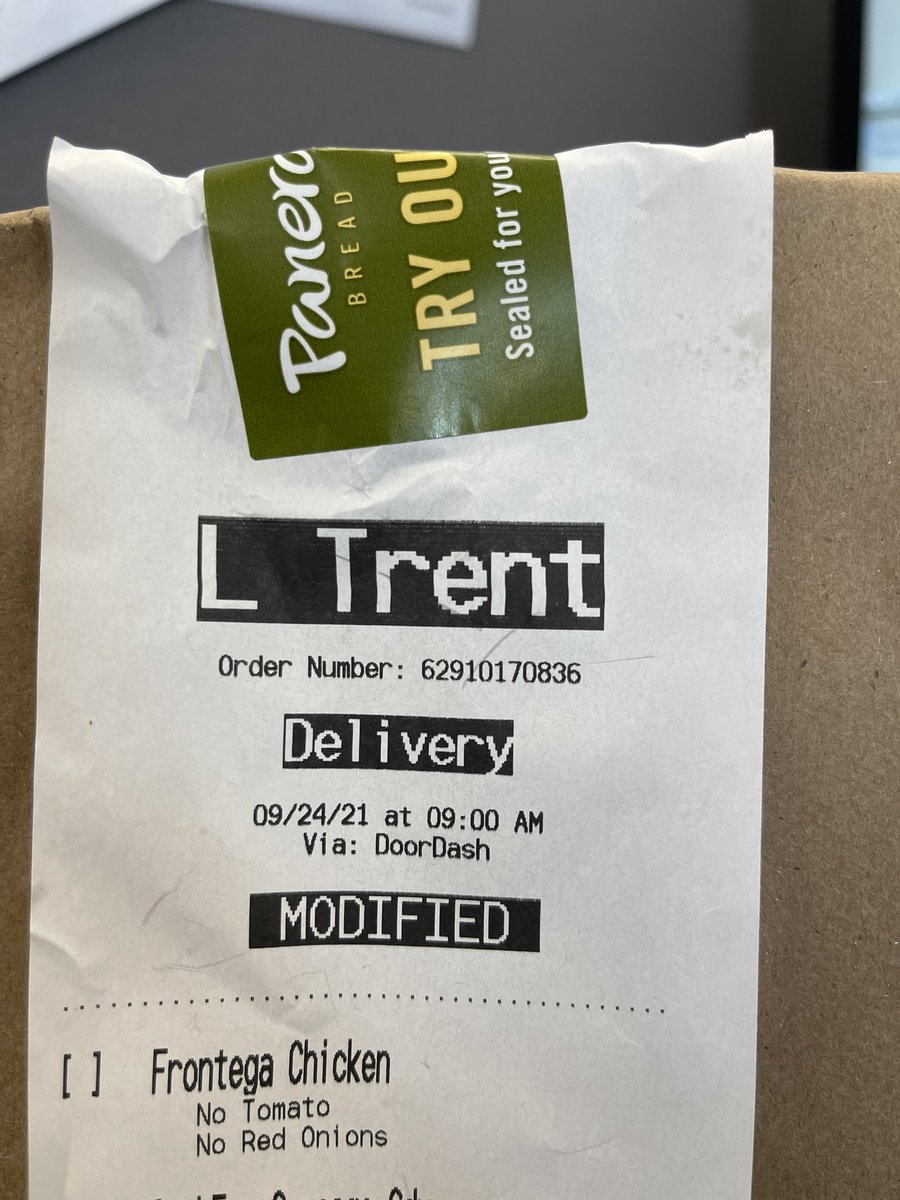 Panera
BREAD
TRY OU
Sealed for you
L Trent
Order Number: 62910170836
Delivery
09/24/21 at 09:00 AM
Via: DoorDash
MODIFIED
[ ] Frontega Chicken
No Tomato
No Red Onions